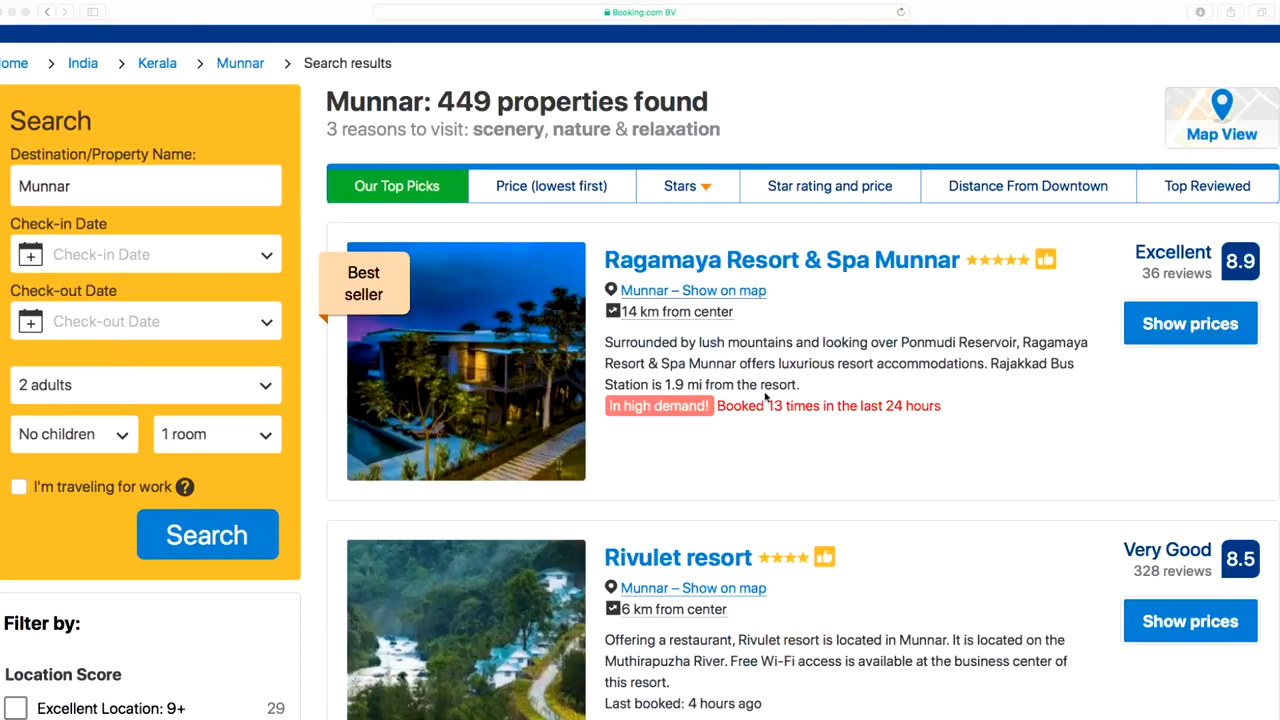 Booking.com BV
ome > India > Kerala > Munnar > Search results
Search
Destination/Property Name:
Munnar
Check-in Date
Check-in Date
Check-out Date
Check-out Date
2 adults
No children
1 room
I'm traveling for work ?
Search
Filter by:
Location Score
Excellent Location: 9+ 29
Munnar: 449 properties found
3 reasons to visit: scenery, nature & relaxation
Map View
Our Top Picks
Price (lowest first)
Stars
Star rating and price
Distance From Downtown
Top Reviewed
Best
seller
Ragamaya Resort & Spa Munnar
Munnar – Show on map
14 km from center
Surrounded by lush mountains and looking over Ponmudi Reservoir, Ragamaya
Resort & Spa Munnar offers luxurious resort accommodations. Rajakkad Bus
Station is 1.9 mi from the resort.
In high demand! Booked 13 times in the last 24 hours
Excellent 8.9
36 reviews
Show prices
Rivulet resort
Munnar – Show on map
6 km from center
Offering a restaurant, Rivulet resort is located in Munnar. It is located on the
Muthirapuzha River. Free Wi-Fi access is available at the business center of
this resort.
Last booked: 4 hours ago
Very Good 8.5
328 reviews
Show prices